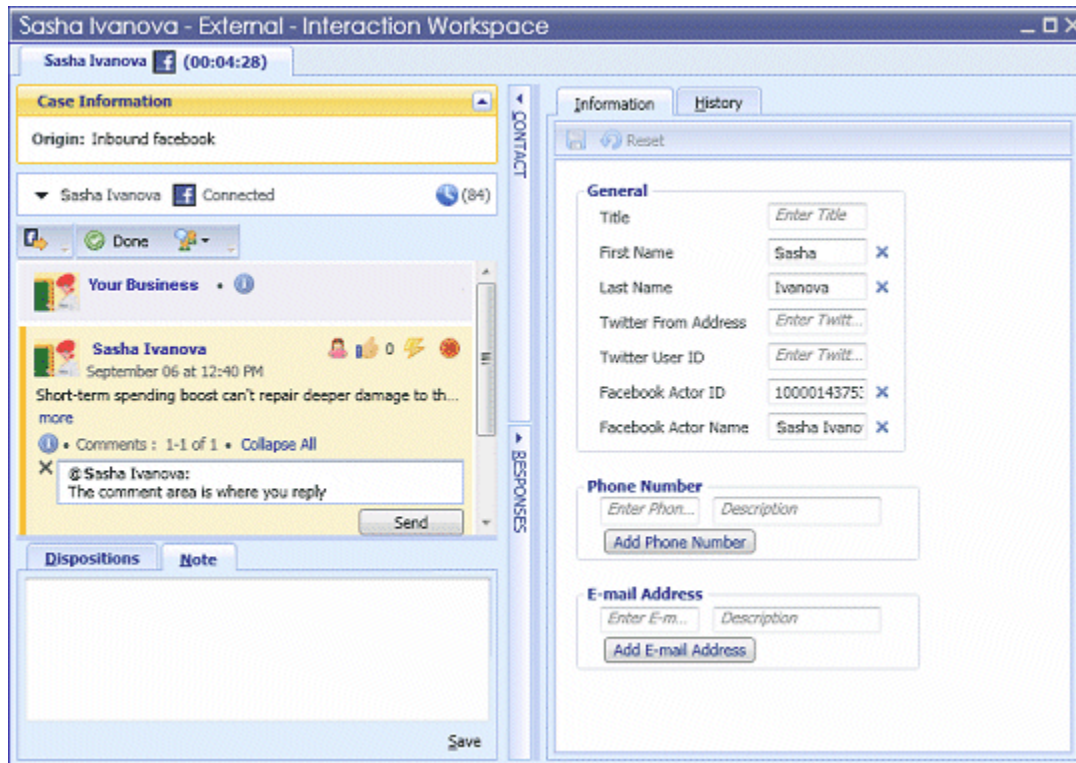 Sasha Ivanova - External - Interaction Workspace
Sasha Ivanova f (00:04:28)
Case Information
Origin: Inbound facebook
Sasha Ivanova f Connected (84)
Done
Your Business •
Sasha Ivanova 0
September 06 at 12:40 PM
Short-term spending boost can't repair deeper damage to th...
more
• Comments : 1-1 of 1 • Collapse All
@Sasha Ivanova:
The comment area is where you reply
Send
Dispositions Note
Save
CONTACT
RESPONSES
Information History
Reset
General
Title Enter Title
First Name Sasha
Last Name Ivanova
Twitter From Address Enter Twitt...
Twitter User ID Enter Twitt...
Facebook Actor ID 10000143753
Facebook Actor Name Sasha Ivano
Phone Number
Enter Phon... Description
Add Phone Number
E-mail Address
Enter E-m... Description
Add E-mail Address